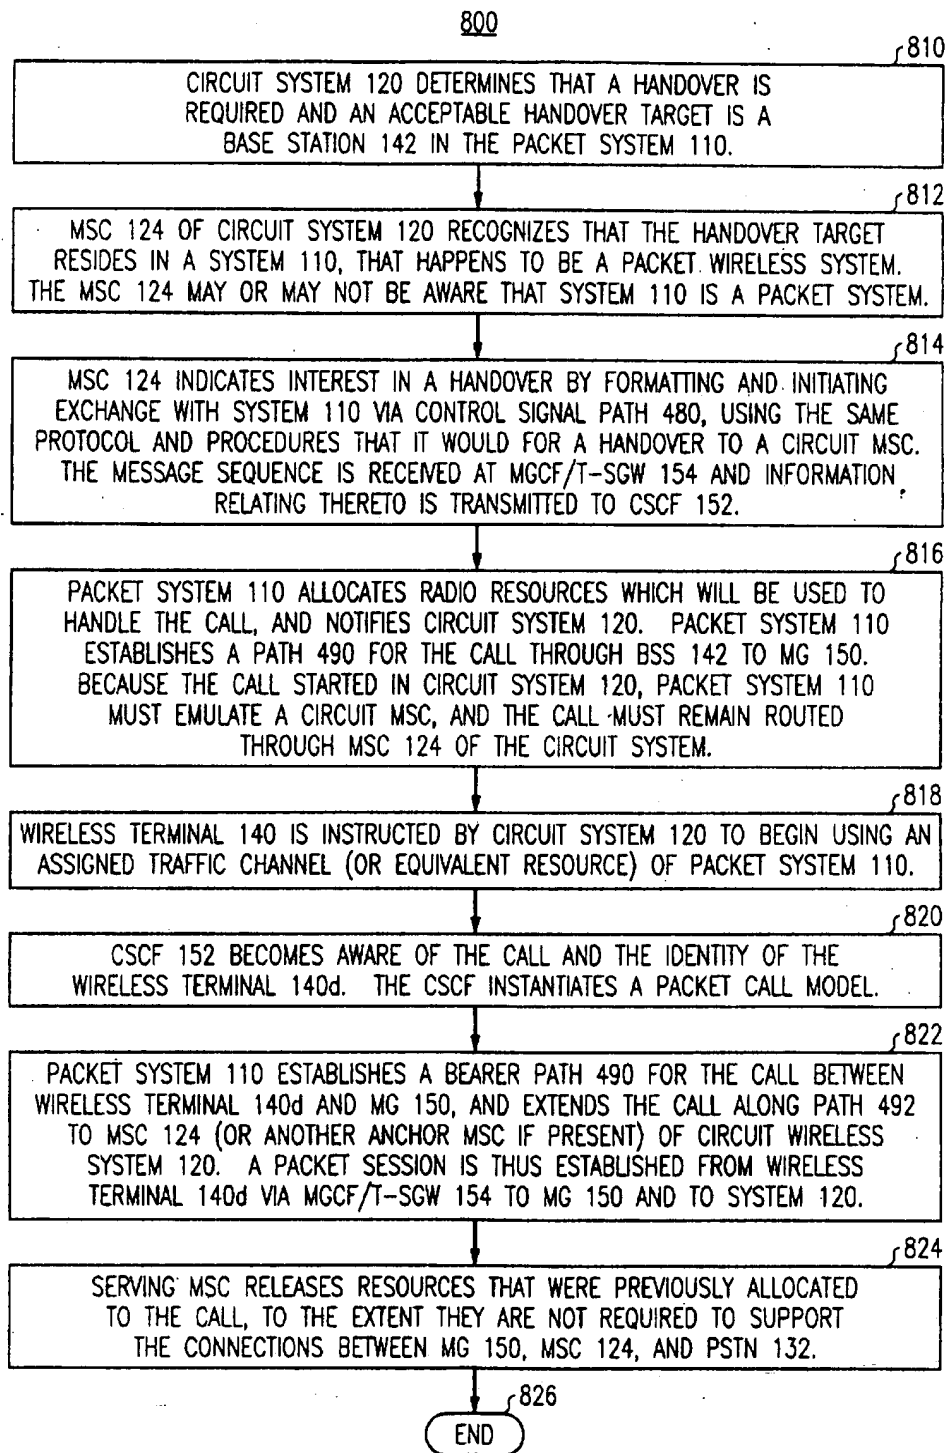 800
810
CIRCUIT SYSTEM 120 DETERMINES THAT A HANDOVER IS
REQUIRED AND AN ACCEPTABLE HANDOVER TARGET IS A
BASE STATION 142 IN THE PACKET SYSTEM 110.
812
MSC 124 OF CIRCUIT SYSTEM 120 RECOGNIZES THAT THE HANDOVER TARGET
RESIDES IN A SYSTEM 110, THAT HAPPENS TO BE A PACKET WIRELESS SYSTEM.
THE MSC 124 MAY OR MAY NOT BE AWARE THAT SYSTEM 110 IS A PACKET SYSTEM.
814
MSC 124 INDICATES INTEREST IN A HANDOVER BY FORMATTING AND INITIATING
EXCHANGE WITH SYSTEM 110 VIA CONTROL SIGNAL PATH 480, USING THE SAME
PROTOCOL AND PROCEDURES THAT IT WOULD FOR A HANDOVER TO A CIRCUIT MSC.
THE MESSAGE SEQUENCE IS RECEIVED AT MGCF/T-SGW 154 AND INFORMATION
RELATING THERETO IS TRANSMITTED TO CSCF 152.
816
PACKET SYSTEM 110 ALLOCATES RADIO RESOURCES WHICH WILL BE USED TO
HANDLE THE CALL, AND NOTIFIES CIRCUIT SYSTEM 120. PACKET SYSTEM 110
ESTABLISHES A PATH 490 FOR THE CALL THROUGH BSS 142 TO MG 150.
BECAUSE THE CALL STARTED IN CIRCUIT SYSTEM 120, PACKET SYSTEM 110
MUST EMULATE A CIRCUIT MSC, AND THE CALL MUST REMAIN ROUTED
THROUGH MSC 124 OF THE CIRCUIT SYSTEM.
818
WIRELESS TERMINAL 140 IS INSTRUCTED BY CIRCUIT SYSTEM 120 TO BEGIN USING AN
ASSIGNED TRAFFIC CHANNEL (OR EQUIVALENT RESOURCE) OF PACKET SYSTEM 110.
820
CSCF 152 BECOMES AWARE OF THE CALL AND THE IDENTITY OF THE
WIRELESS TERMINAL 140d. THE CSCF INSTANTIATES A PACKET CALL MODEL.
822
PACKET SYSTEM 110 ESTABLISHES A BEARER PATH 490 FOR THE CALL BETWEEN
WIRELESS TERMINAL 140d AND MG 150, AND EXTENDS THE CALL ALONG PATH 492
TO MSC 124 (OR ANOTHER ANCHOR MSC IF PRESENT) OF CIRCUIT WIRELESS
SYSTEM 120. A PACKET SESSION IS THUS ESTABLISHED FROM WIRELESS
TERMINAL 140d VIA MGCF/T-SGW 154 TO MG 150 AND TO SYSTEM 120.
824
SERVING MSC RELEASES RESOURCES THAT WERE PREVIOUSLY ALLOCATED
TO THE CALL, TO THE EXTENT THEY ARE NOT REQUIRED TO SUPPORT
THE CONNECTIONS BETWEEN MG 150, MSC 124, AND PSTN 132.
826
END